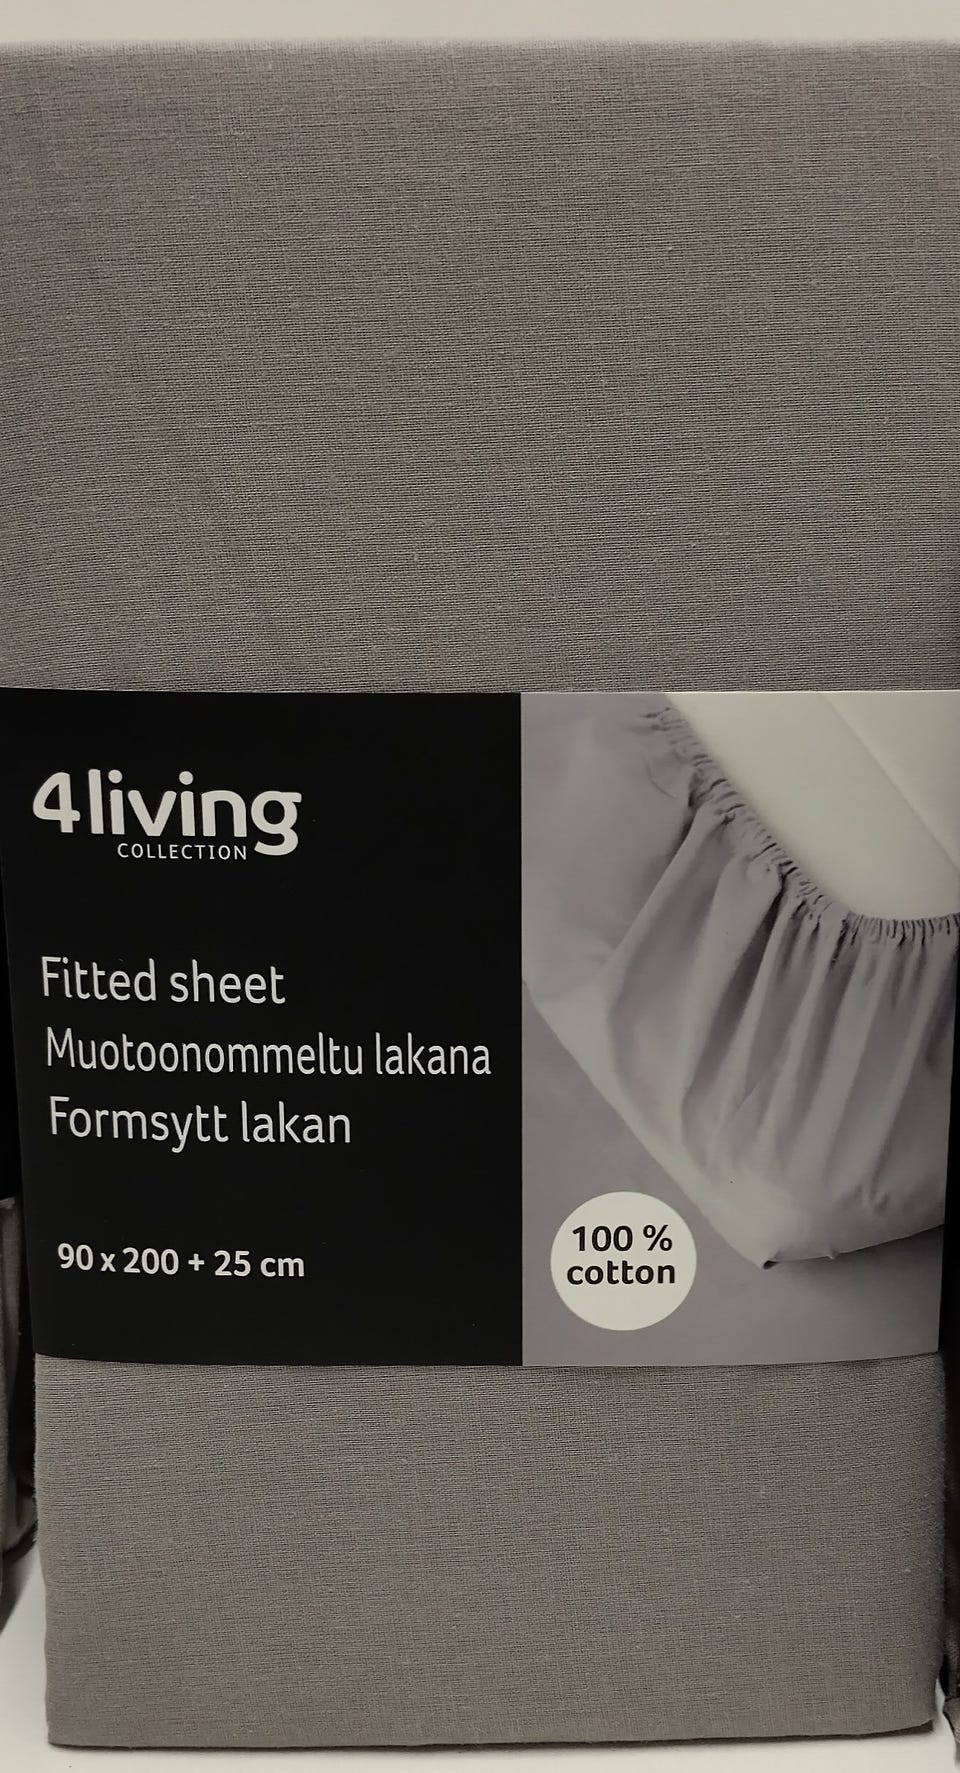 4living
COLLECTION
Fitted sheet
Muotoonommeltu lakana
Formsytt lakan
90 x 200 + 25 cm
100 %
cotton